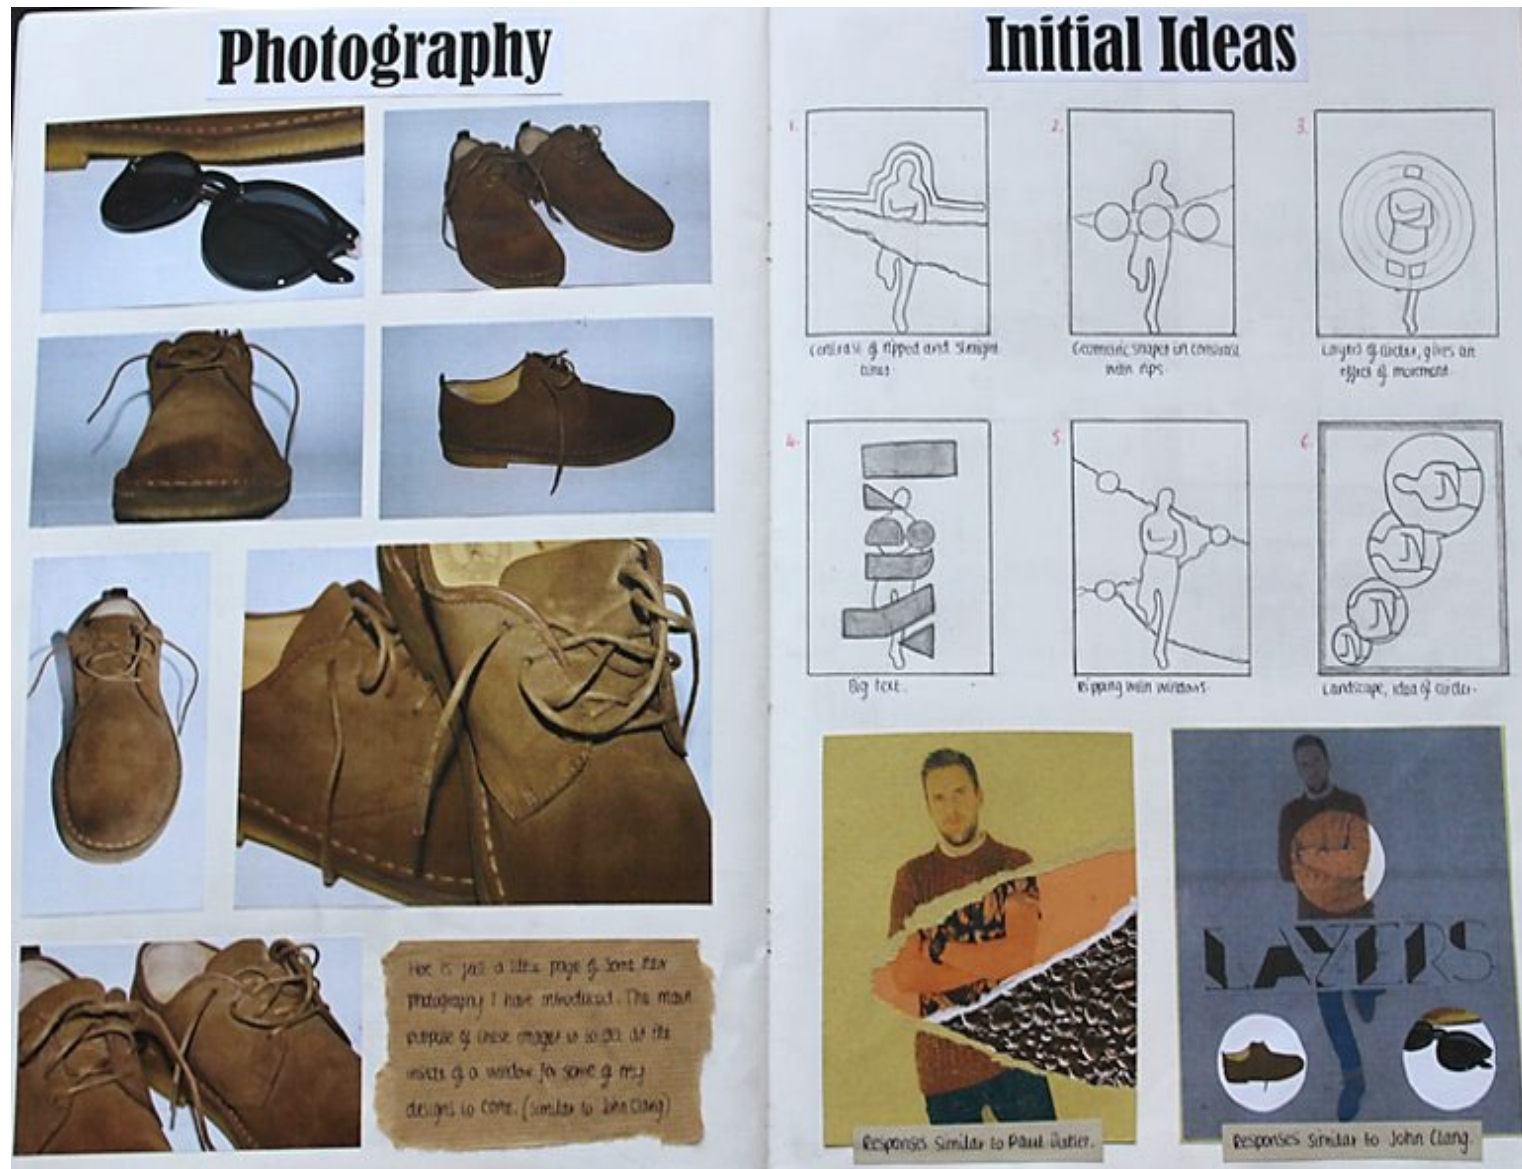 Photography
Here is just a little page of some new
photography I have introduced. The main
purpose of these images is to act as the
inside of a window for some of my
designs to come. (similar to John Clang)
Initial Ideas
1.
2.
3.
Contrast of ripped and straight
lines.
Geometric shapes in contrast
with rips.
Layers of circles, gives an
effect of movement.
4.
5.
6.
Big text.
Ripping with windows.
Landscape, idea of circles.
LAYERS
Responses Similar to Paul
Responses Similar to John Clang.